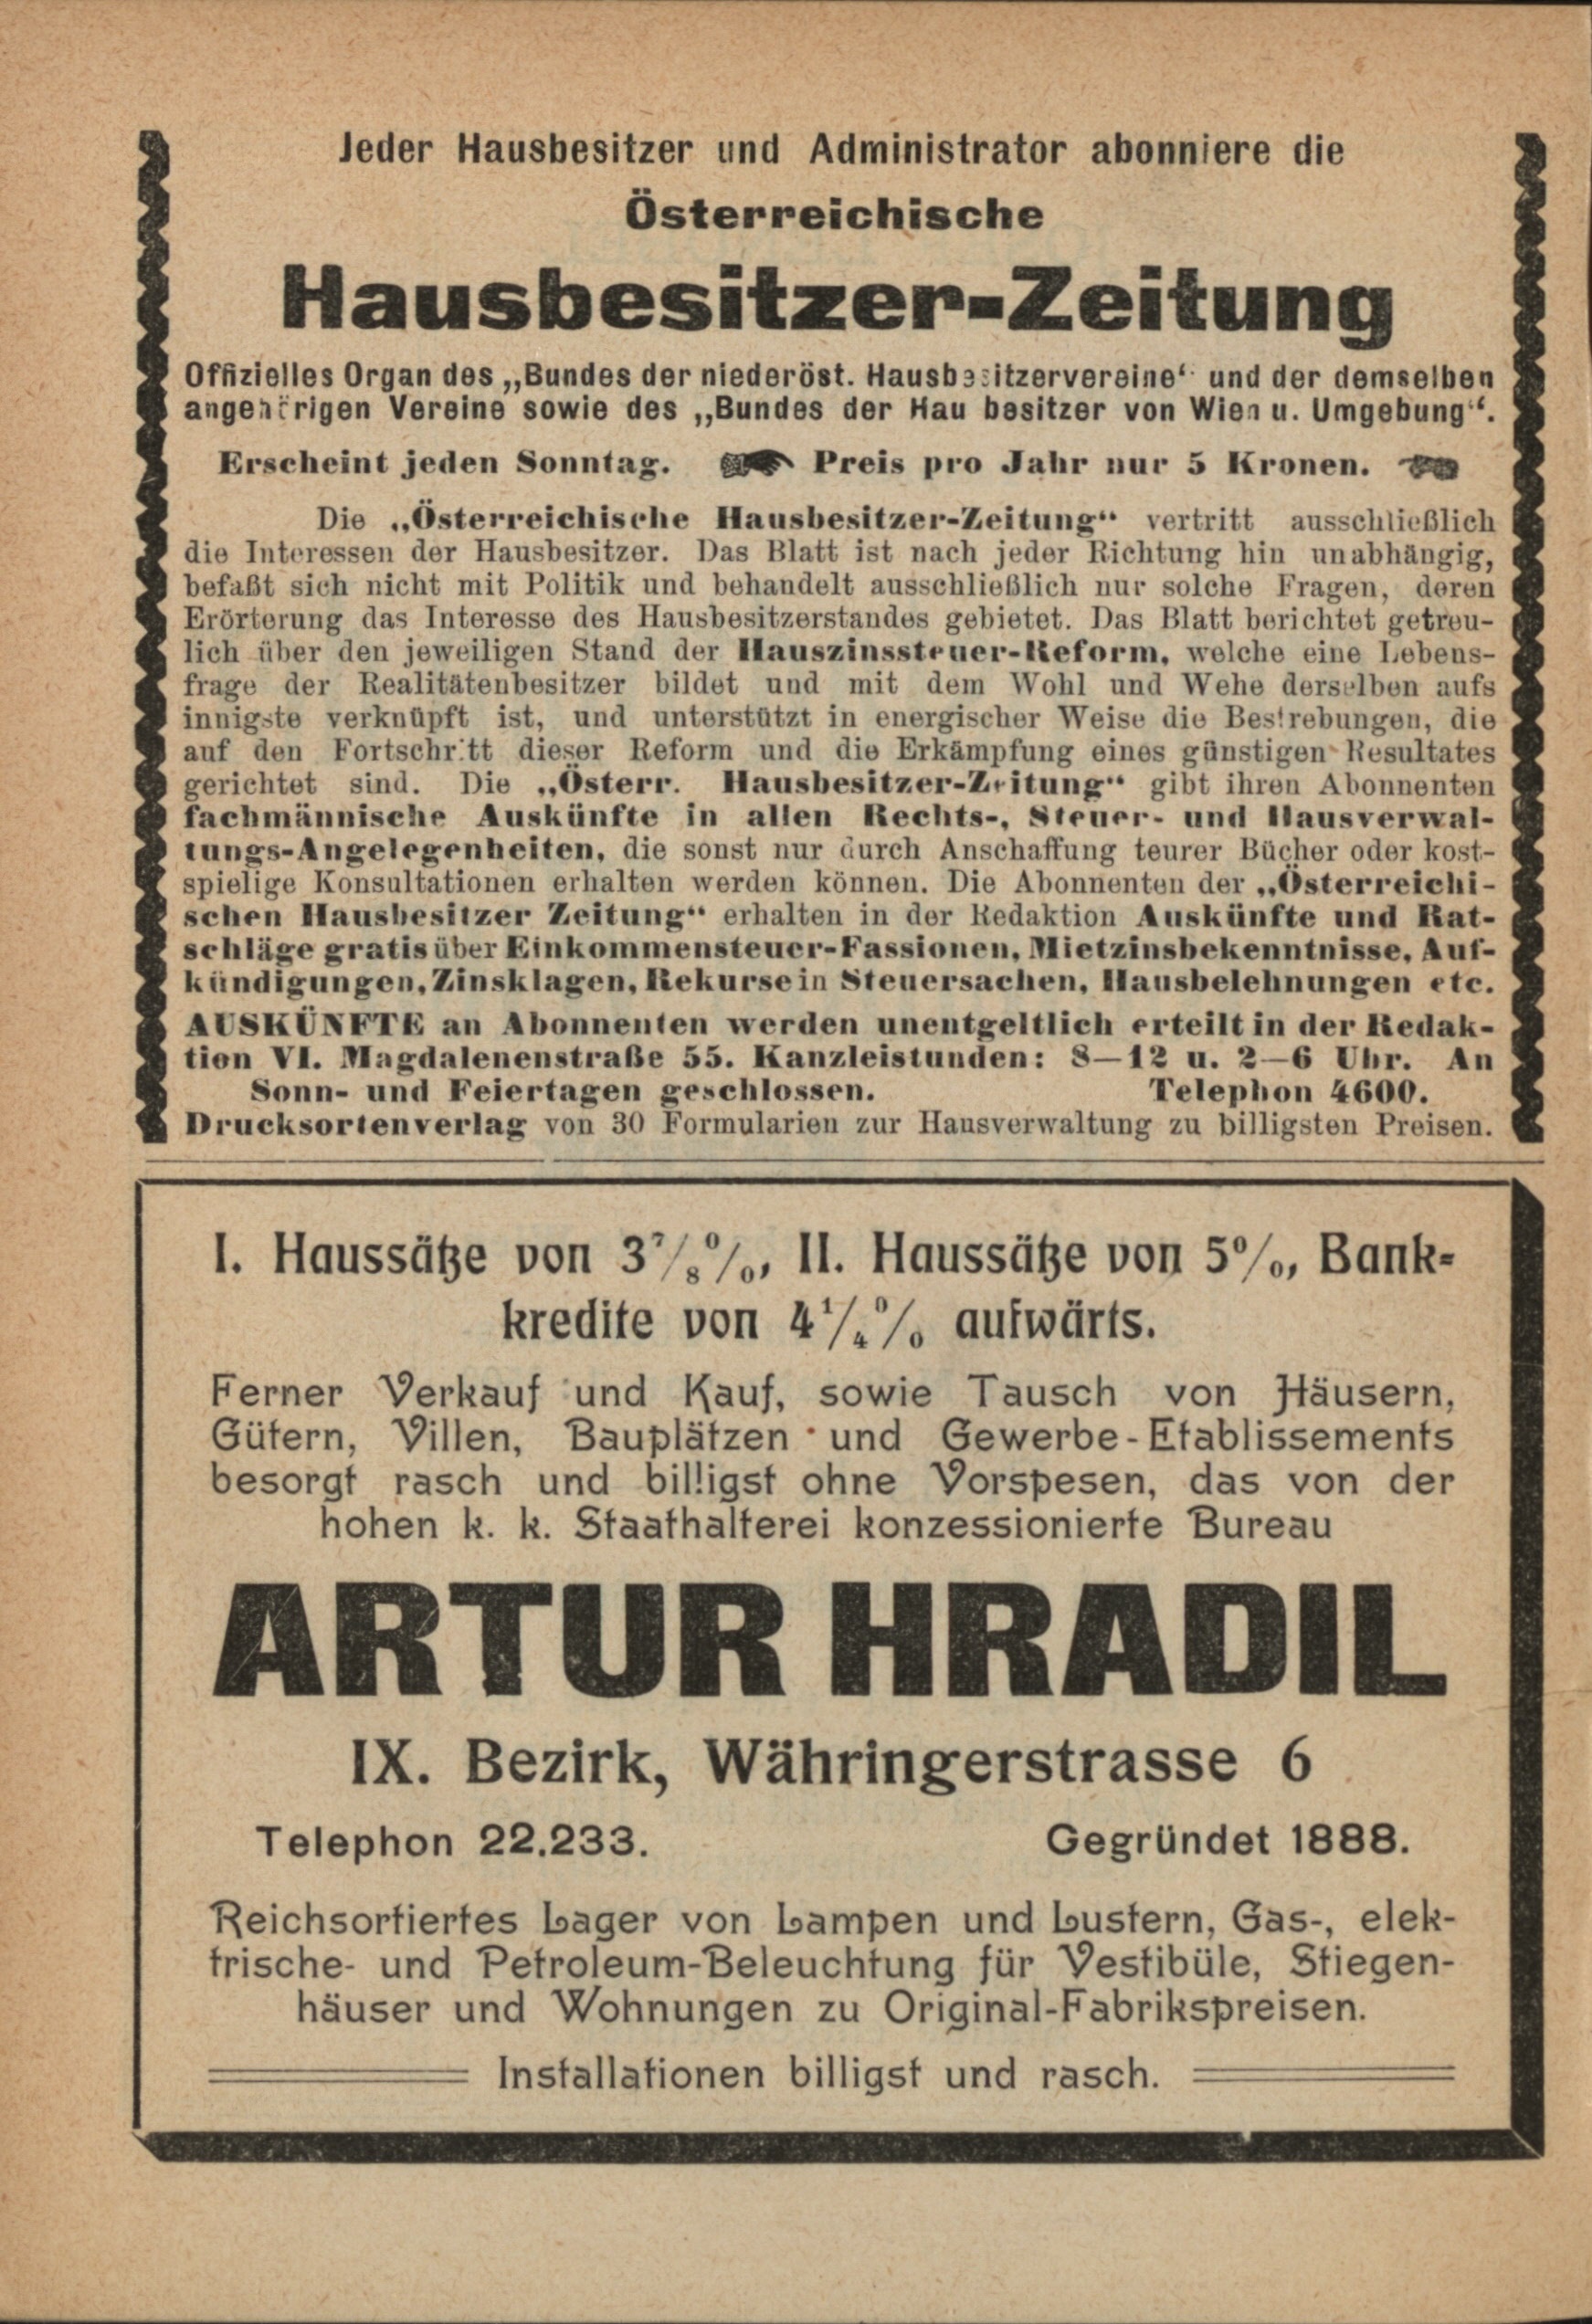 Jeder Hausbesitzer und Administrator abonniere die
Österreichische
Hausbesitzer-Zeitung
Offizielles Organ des „Bundes der niederöst. Hausbesitzervereine“ und der demselben
angehörigen Vereine sowie des „Bundes der Hau besitzer von Wien u. Umgebung“.
Erscheint jeden Sonntag. Preis pro Jahr nur 5 Kronen.
Die „Österreichische Hausbesitzer-Zeitung“ vertritt ausschließlich
die Interessen der Hausbesitzer. Das Blatt ist nach jeder Richtung hin unabhängig,
befaßt sich nicht mit Politik und behandelt ausschließlich nur solche Fragen, deren
Erörterung das Interesse des Hausbesitzerstandes gebietet. Das Blatt berichtet getreu-
lich über den jeweiligen Stand der Hauszinssteuer-Reform, welche eine Lebens-
frage der Realitätenbesitzer bildet und mit dem Wohl und Wehe derselben aufs
innigste verknüpft ist, und unterstützt in energischer Weise die Bestrebungen, die
auf den Fortschritt dieser Reform und die Erkämpfung eines günstigen Resultates
gerichtet sind. Die „Österr. Hausbesitzer-Zeitung“ gibt ihren Abonnenten
fachmännische Auskünfte in allen Rechts-, Steuer- und Hausverwal-
tungs-Angelegenheiten, die sonst nur durch Anschaffung teurer Bücher oder kost-
spielige Konsultationen erhalten werden können. Die Abonnenten der „Österreichi-
schen Hausbesitzer Zeitung“ erhalten in der Redaktion Auskünfte und Rat-
schläge gratis über Einkommensteuer-Fassionen, Mietzinsbekenntnisse, Auf-
kündigungen, Zinsklagen, Rekurse in Steuersachen, Hausbelehnungen etc.
AUSKÜNFTE an Abonnenten werden unentgeltlich erteilt in der Redak-
tion VI. Magdalenenstraße 55. Kanzleistunden: 8—12 u. 2—6 Uhr. An
Sonn- und Feiertagen geschlossen. Telephon 4600.
Drucksortenverlag von 30 Formularien zur Hausverwaltung zu billigsten Preisen.
I. Haussätze von 3⅞%, II. Haussätze von 5%, Bank-
kredite von 4¼% aufwärts.
Ferner Verkauf und Kauf, sowie Tausch von Häusern,
Gütern, Villen, Bauplätzen und Gewerbe-Etablissements
besorgt rasch und billigst ohne Vorspesen, das von der
hohen k. k. Staathalterei konzessionierte Bureau
ARTUR HRADIL
IX. Bezirk, Währingerstrasse 6
Telephon 22.233. Gegründet 1888.
Reichsortiertes Lager von Lampen und Lustern, Gas-, elek-
trische- und Petroleum-Beleuchtung für Vestibüle, Stiegen-
häuser und Wohnungen zu Original-Fabrikspreisen.
Installationen billigst und rasch.